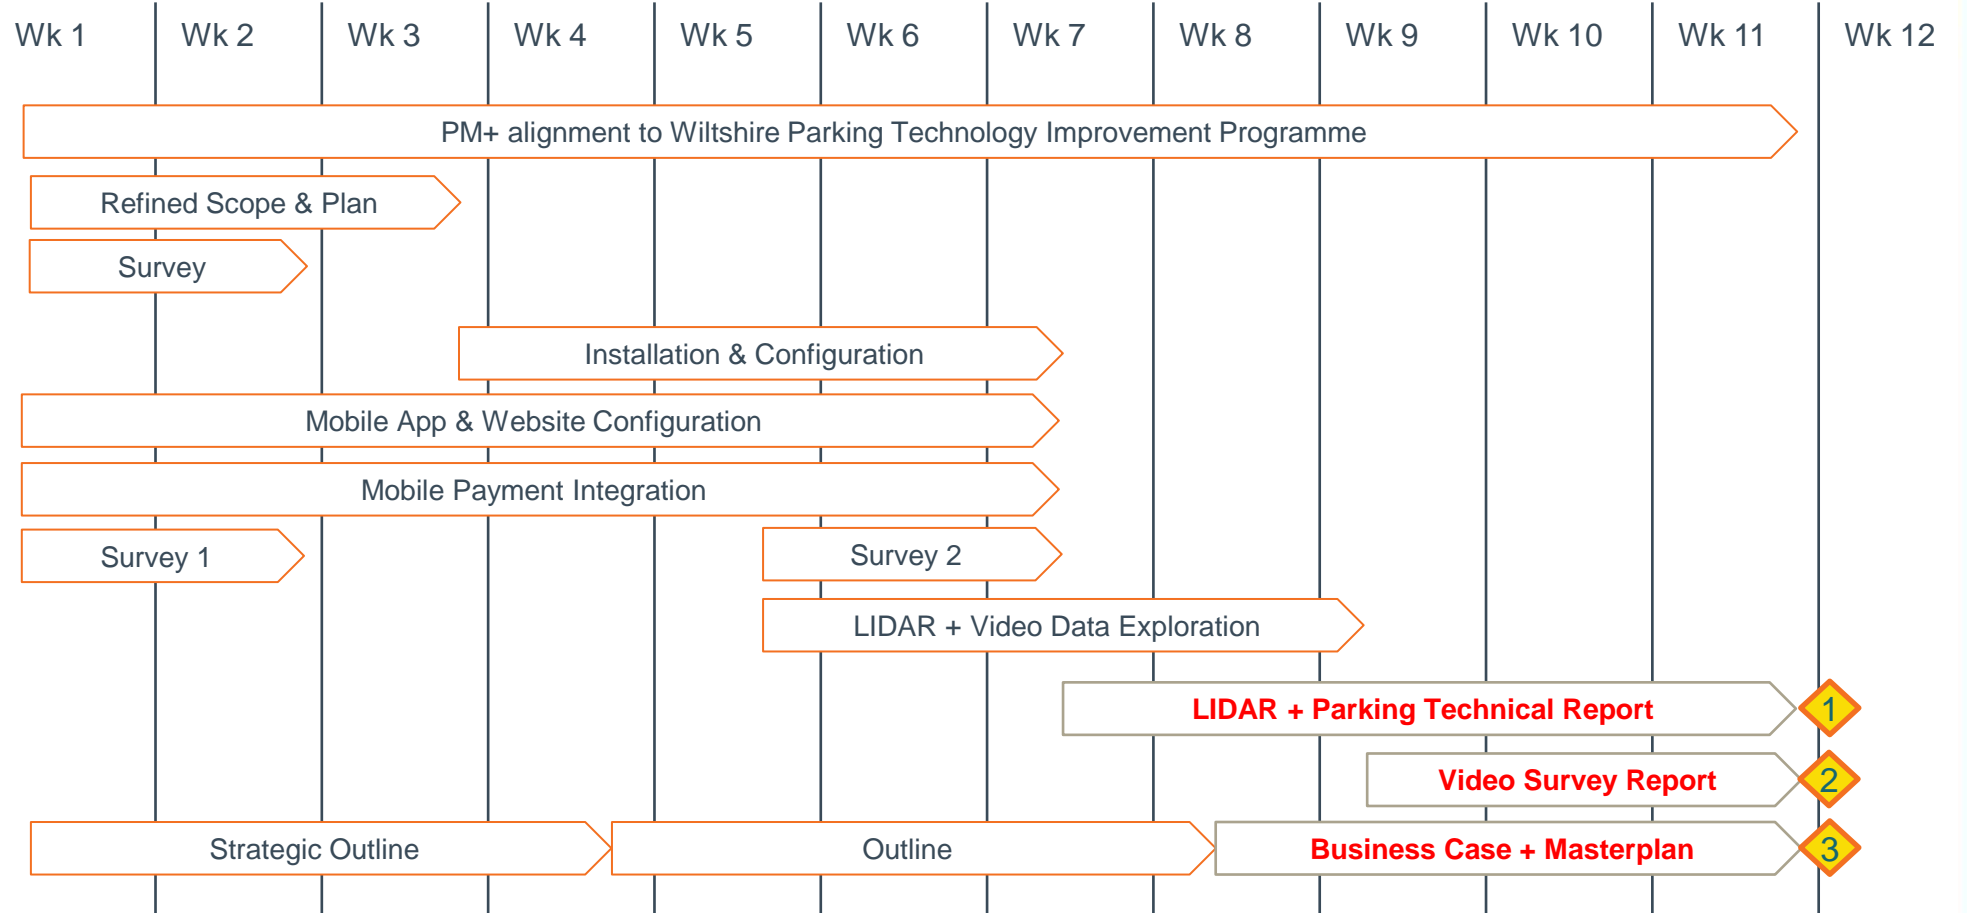 Wk 1 Wk 2 Wk 3 Wk 4 Wk 5 Wk 6 Wk 7 Wk 8 Wk 9 Wk 10 Wk 11 Wk 12
PM+ alignment to Wiltshire Parking Technology Improvement Programme
Refined Scope & Plan
Survey
Installation & Configuration
Mobile App & Website Configuration
Mobile Payment Integration
Survey 1 Survey 2
LIDAR + Video Data Exploration
LIDAR + Parking Technical Report 1
Video Survey Report 2
Strategic Outline Outline Business Case + Masterplan 3